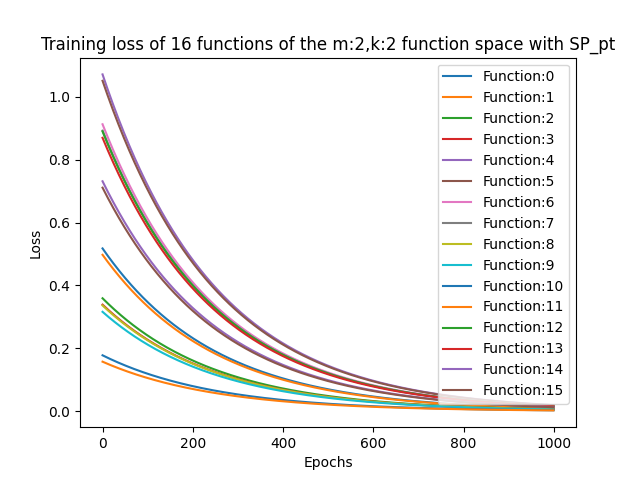 Training loss of 16 functions of the m:2,k:2 function space with SP_pt
Loss
1.0
0.8
0.6
0.4
0.2
0.0
Function:0
Function:1
Function:2
Function:3
Function:4
Function:5
Function:6
Function:7
Function:8
Function:9
Function:10
Function:11
Function:12
Function:13
Function:14
Function:15
0 200 400 600 800 1000
Epochs